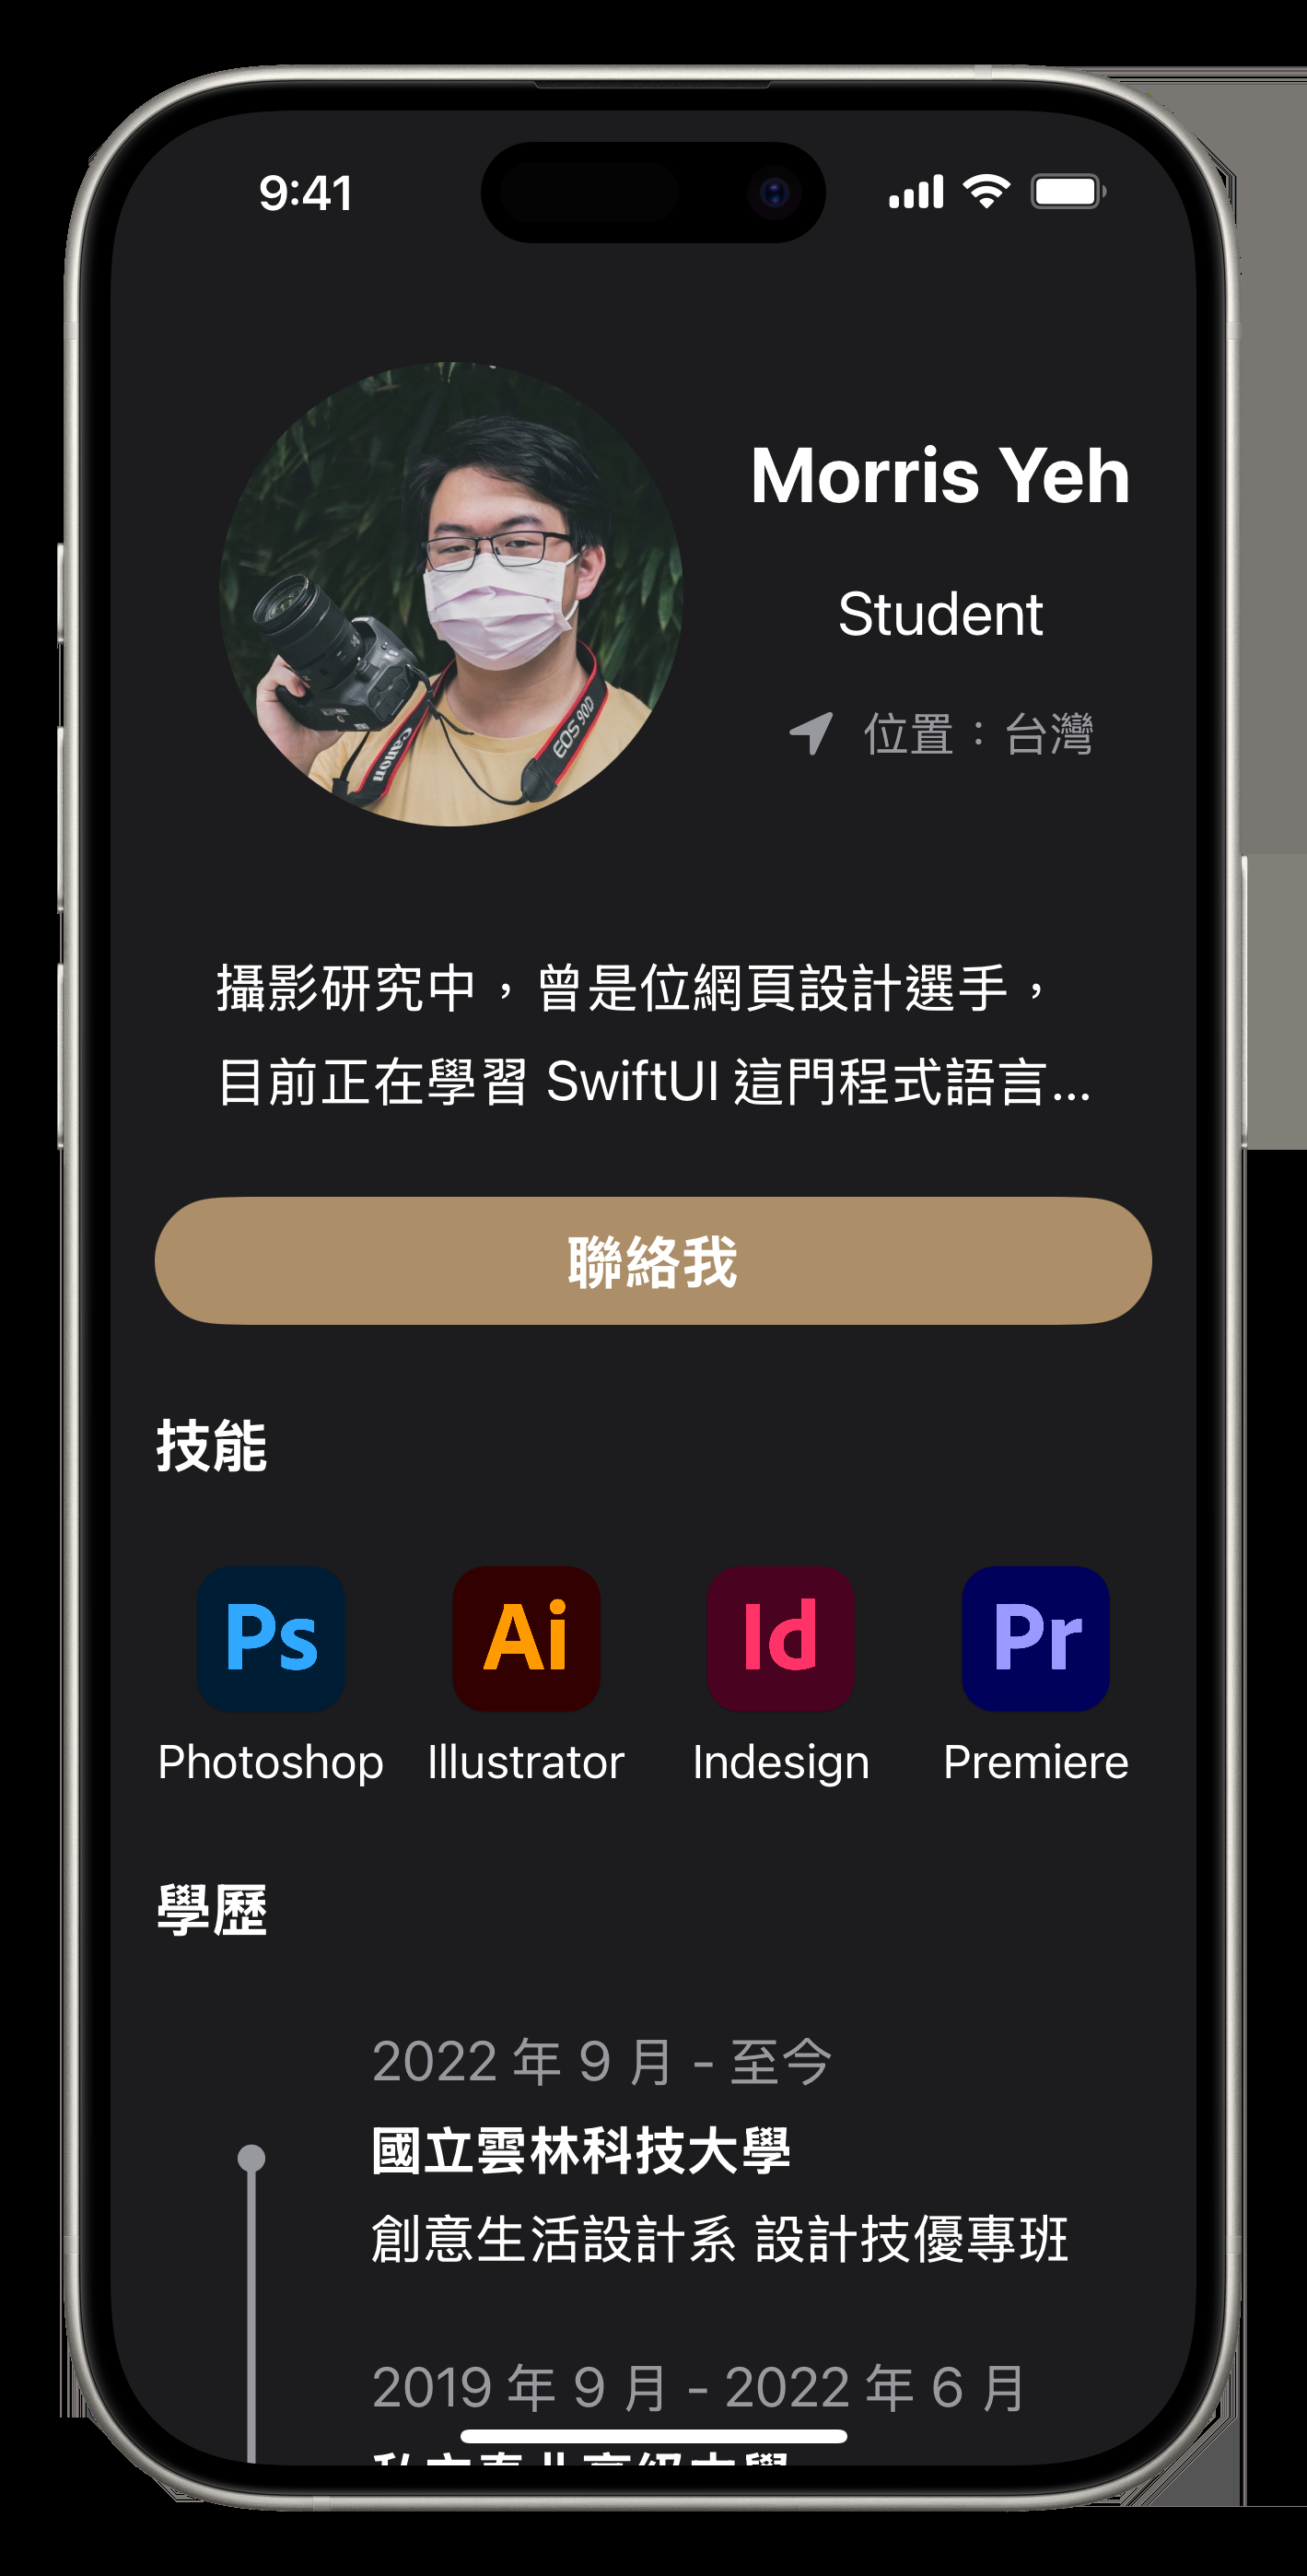 9:41
Morris Yeh
Student
位置：台灣
Canon
EOS 90D
攝影研究中，曾是位網頁設計選手，
目前正在學習 SwiftUI 這門程式語言...
聯絡我
技能
Ps Ai Id Pr
Photoshop Illustrator Indesign Premiere
學歷
2022 年 9 月 - 至今
國立雲林科技大學
創意生活設計系 設計技優專班
2019 年 9 月 - 2022 年 6 月